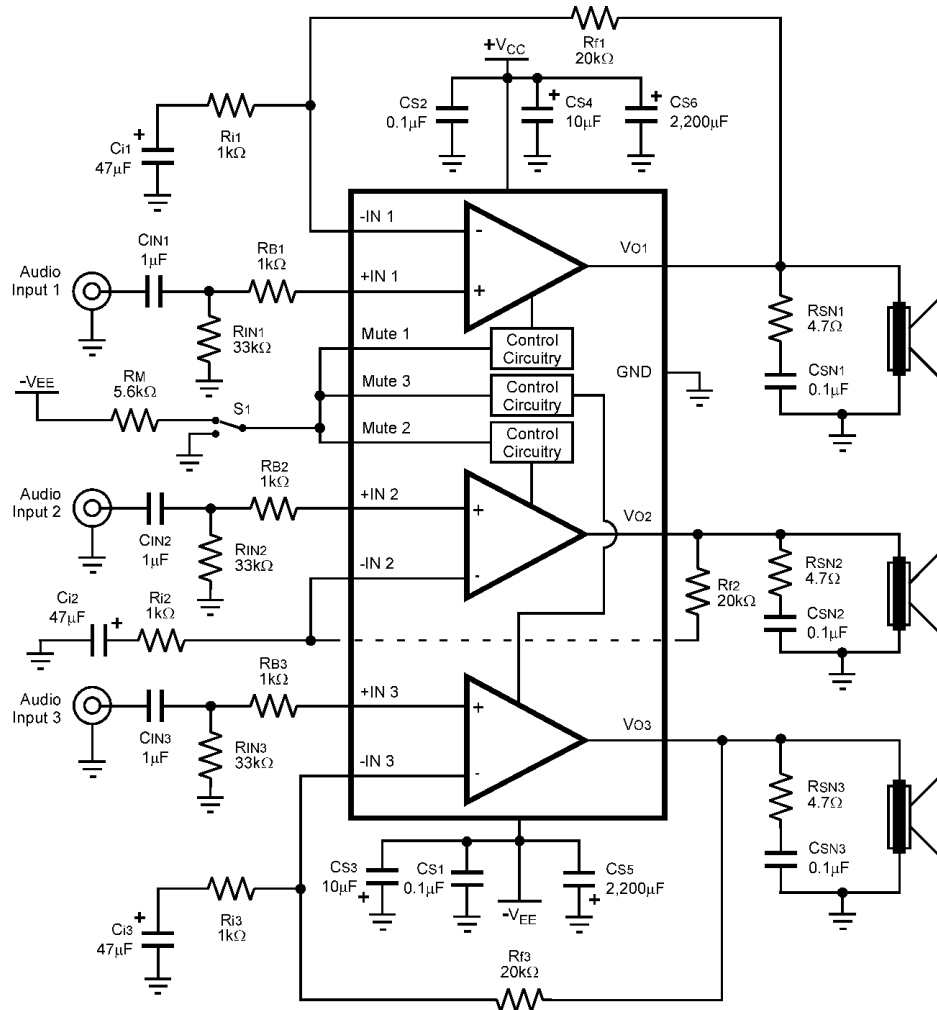 Rf1
20kΩ
+VCC
CS2
0.1µF
CS4
+
10µF
+
CS6
2,200µF
Ri1
1kΩ
+
Ci1
47µF
-IN 1
-
VO1
CIN1
1µF
RB1
1kΩ
Audio
Input 1
+IN 1
+
RIN1
33kΩ
RSN1
4.7Ω
Mute 1
Control
Circuitry
CSN1
0.1µF
GND
-VEE
RM
5.6kΩ
S1
Mute 3
Control
Circuitry
Mute 2
Control
Circuitry
RB2
1kΩ
Audio
Input 2
+IN 2
+
VO2
CIN2
1µF
RIN2
33kΩ
-IN 2
-
RSN2
4.7Ω
Rf2
20kΩ
Ci2
47µF
+
Ri2
1kΩ
CSN2
0.1µF
RB3
1kΩ
Audio
Input 3
+IN 3
+
VO3
CIN3
1µF
RIN3
33kΩ
-IN 3
-
RSN3
4.7Ω
CSN3
0.1µF
CS3
10µF
+
CS1
0.1µF
CS5
2,200µF
+
-VEE
+
Ci3
47µF
Ri3
1kΩ
Rf3
20kΩ